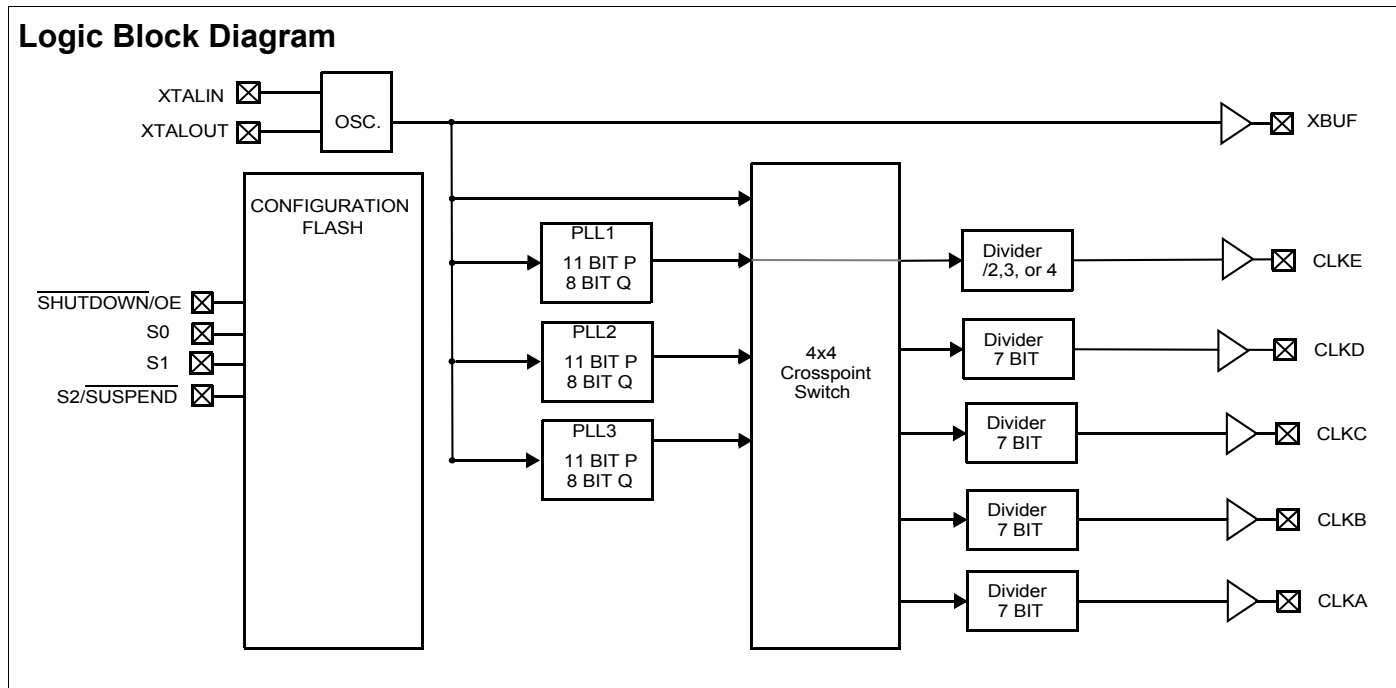 Logic Block Diagram
XTALIN
XTALOUT
OSC.
XBUF
CONFIGURATION
FLASH
SHUTDOWN/OE
S0
S1
S2/SUSPEND
PLL1
11 BIT P
8 BIT Q
PLL2
11 BIT P
8 BIT Q
PLL3
11 BIT P
8 BIT Q
4x4
Crosspoint
Switch
Divider
/2,3, or 4
CLKE
Divider
7 BIT
CLKD
Divider
7 BIT
CLKC
Divider
7 BIT
CLKB
Divider
7 BIT
CLKA